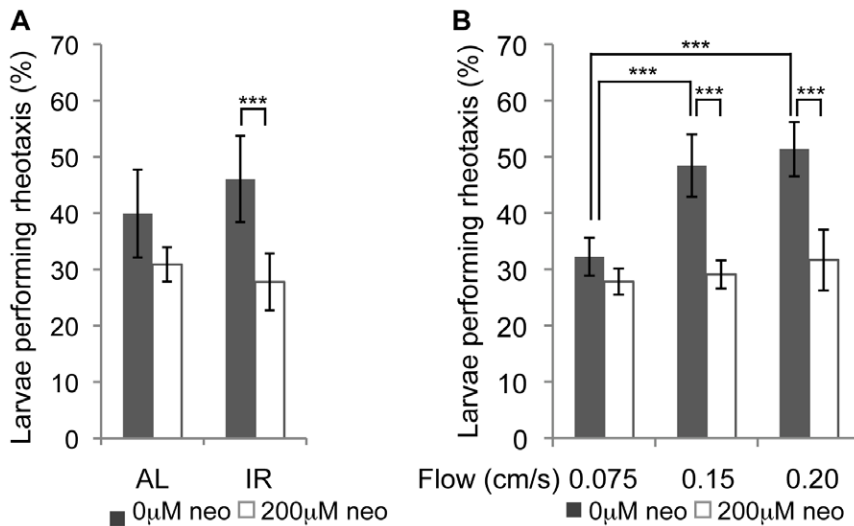 A
Larvae performing rheotaxis (%)
70
60
50
40
30
20
10
0
***
AL IR
0μM neo 200μM neo
B
Larvae performing rheotaxis (%)
70
60
50
40
30
20
10
0
***
***
*** ***
Flow (cm/s) 0.075 0.15 0.20
0μM neo 200μM neo